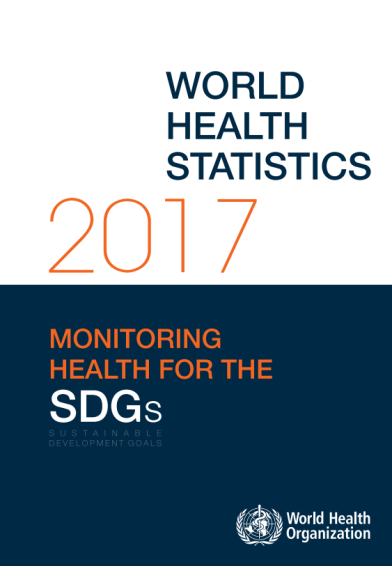 WORLD
HEALTH
STATISTICS
2017
MONITORING
HEALTH FOR THE
SDGs
SUSTAINABLE
DEVELOPMENT GOALS
World Health
Organization